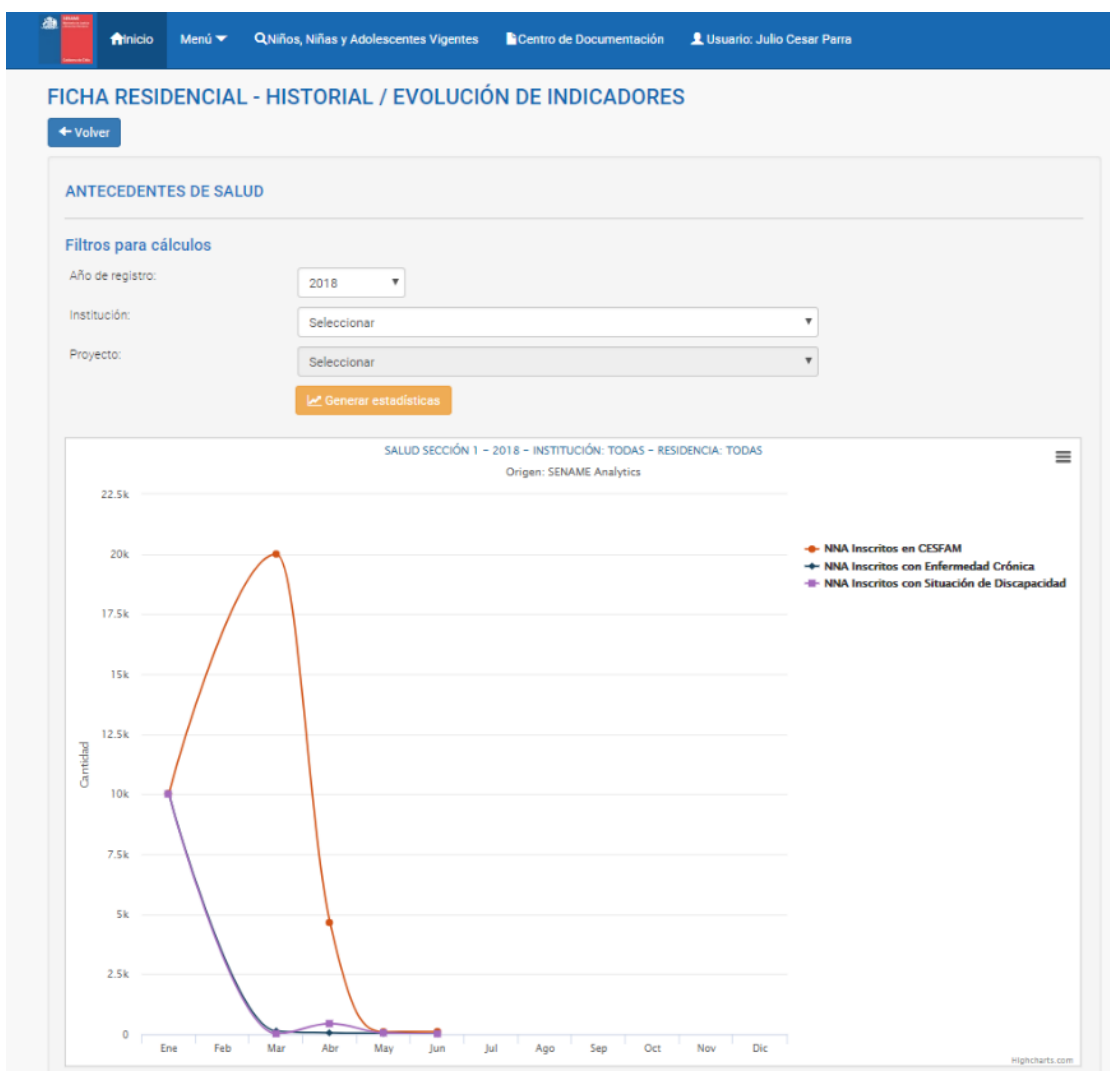 SENAME
Inicio
Menú
Niños, Niñas y Adolescentes Vigentes
Centro de Documentación
Usuario: Julio Cesar Parra
FICHA RESIDENCIAL - HISTORIAL / EVOLUCIÓN DE INDICADORES
Volver
ANTECEDENTES DE SALUD
Filtros para cálculos
Año de registro:
2018
Institución:
Seleccionar
Proyecto:
Seleccionar
Generar estadísticas
SALUD SECCIÓN 1 - 2018 - INSTITUCIÓN: TODAS - RESIDENCIA: TODAS
Origen: SENAME Analytics
22.5k
20k
17.5k
15k
12.5k
10k
7.5k
5k
2.5k
0
Cantidad
NNA Inscritos en CESFAM
NNA Inscritos con Enfermedad Crónica
NNA Inscritos con Situación de Discapacidad
Ene Feb Mar Abr May Jun Jul Ago Sep Oct Nov Dic
Highcharts.com